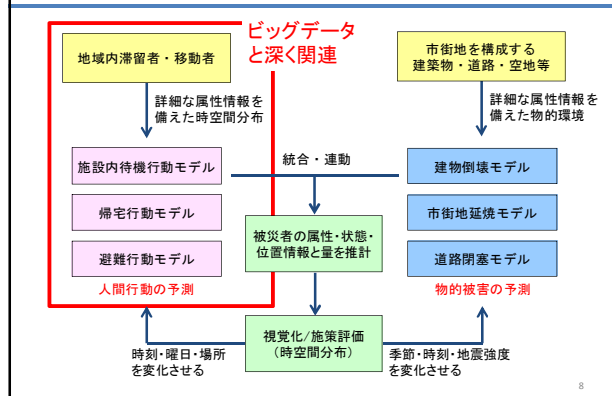 ビッグデータ
と深く関連
地域内滞留者・移動者
市街地を構成する
建築物・道路・空地等
詳細な属性情報を
備えた時空間分布
詳細な属性情報を
備えた物的環境
統合・連動
施設内待機行動モデル
帰宅行動モデル
避難行動モデル
人間行動の予測
建物倒壊モデル
市街地延焼モデル
道路閉塞モデル
物的被害の予測
被災者の属性・状態・
位置情報と量を推計
視覚化/施策評価
(時空間分布)
時刻・曜日・場所
を変化させる
季節・時刻・地震強度
を変化させる
8